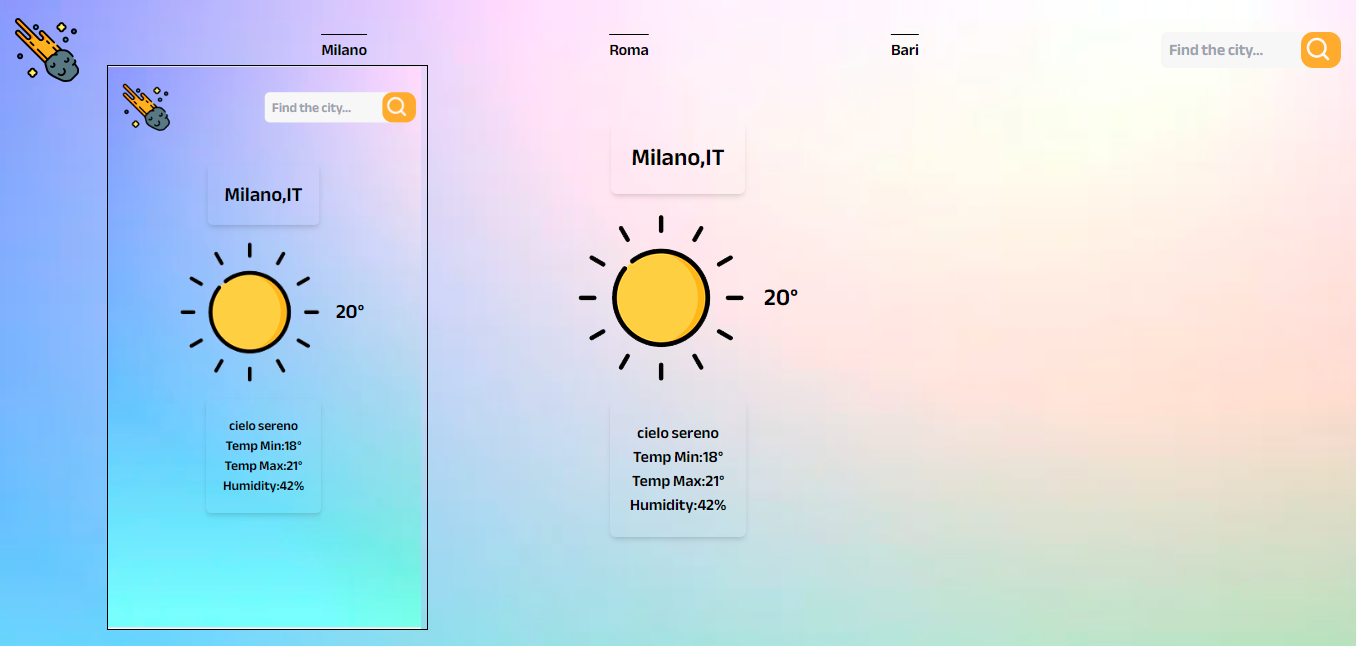 Milano
Roma
Bari
Find the city...
Find the city...
Milano,IT
20°
cielo sereno
Temp Min:18°
Temp Max:21°
Humidity:42%
Milano,IT
20°
cielo sereno
Temp Min:18°
Temp Max:21°
Humidity:42%